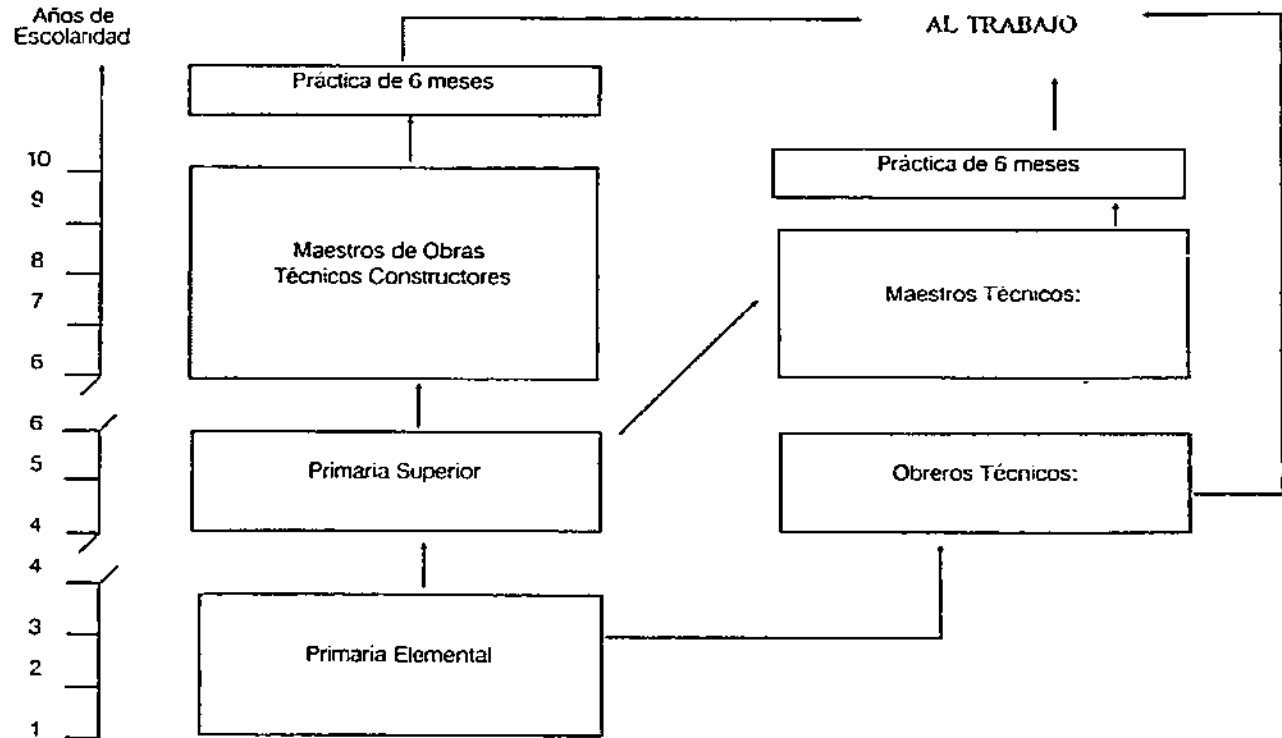 Años de
Escolaridad
AL TRABAJO
Práctica de 6 meses
10
Práctica de 6 meses
9
Maestros de Obras
Técnicos Constructores
8
Maestros Técnicos:
7
6
6
Primaria Superior
Obreros Técnicos:
5
4
4
3
Primaria Elemental
2
1